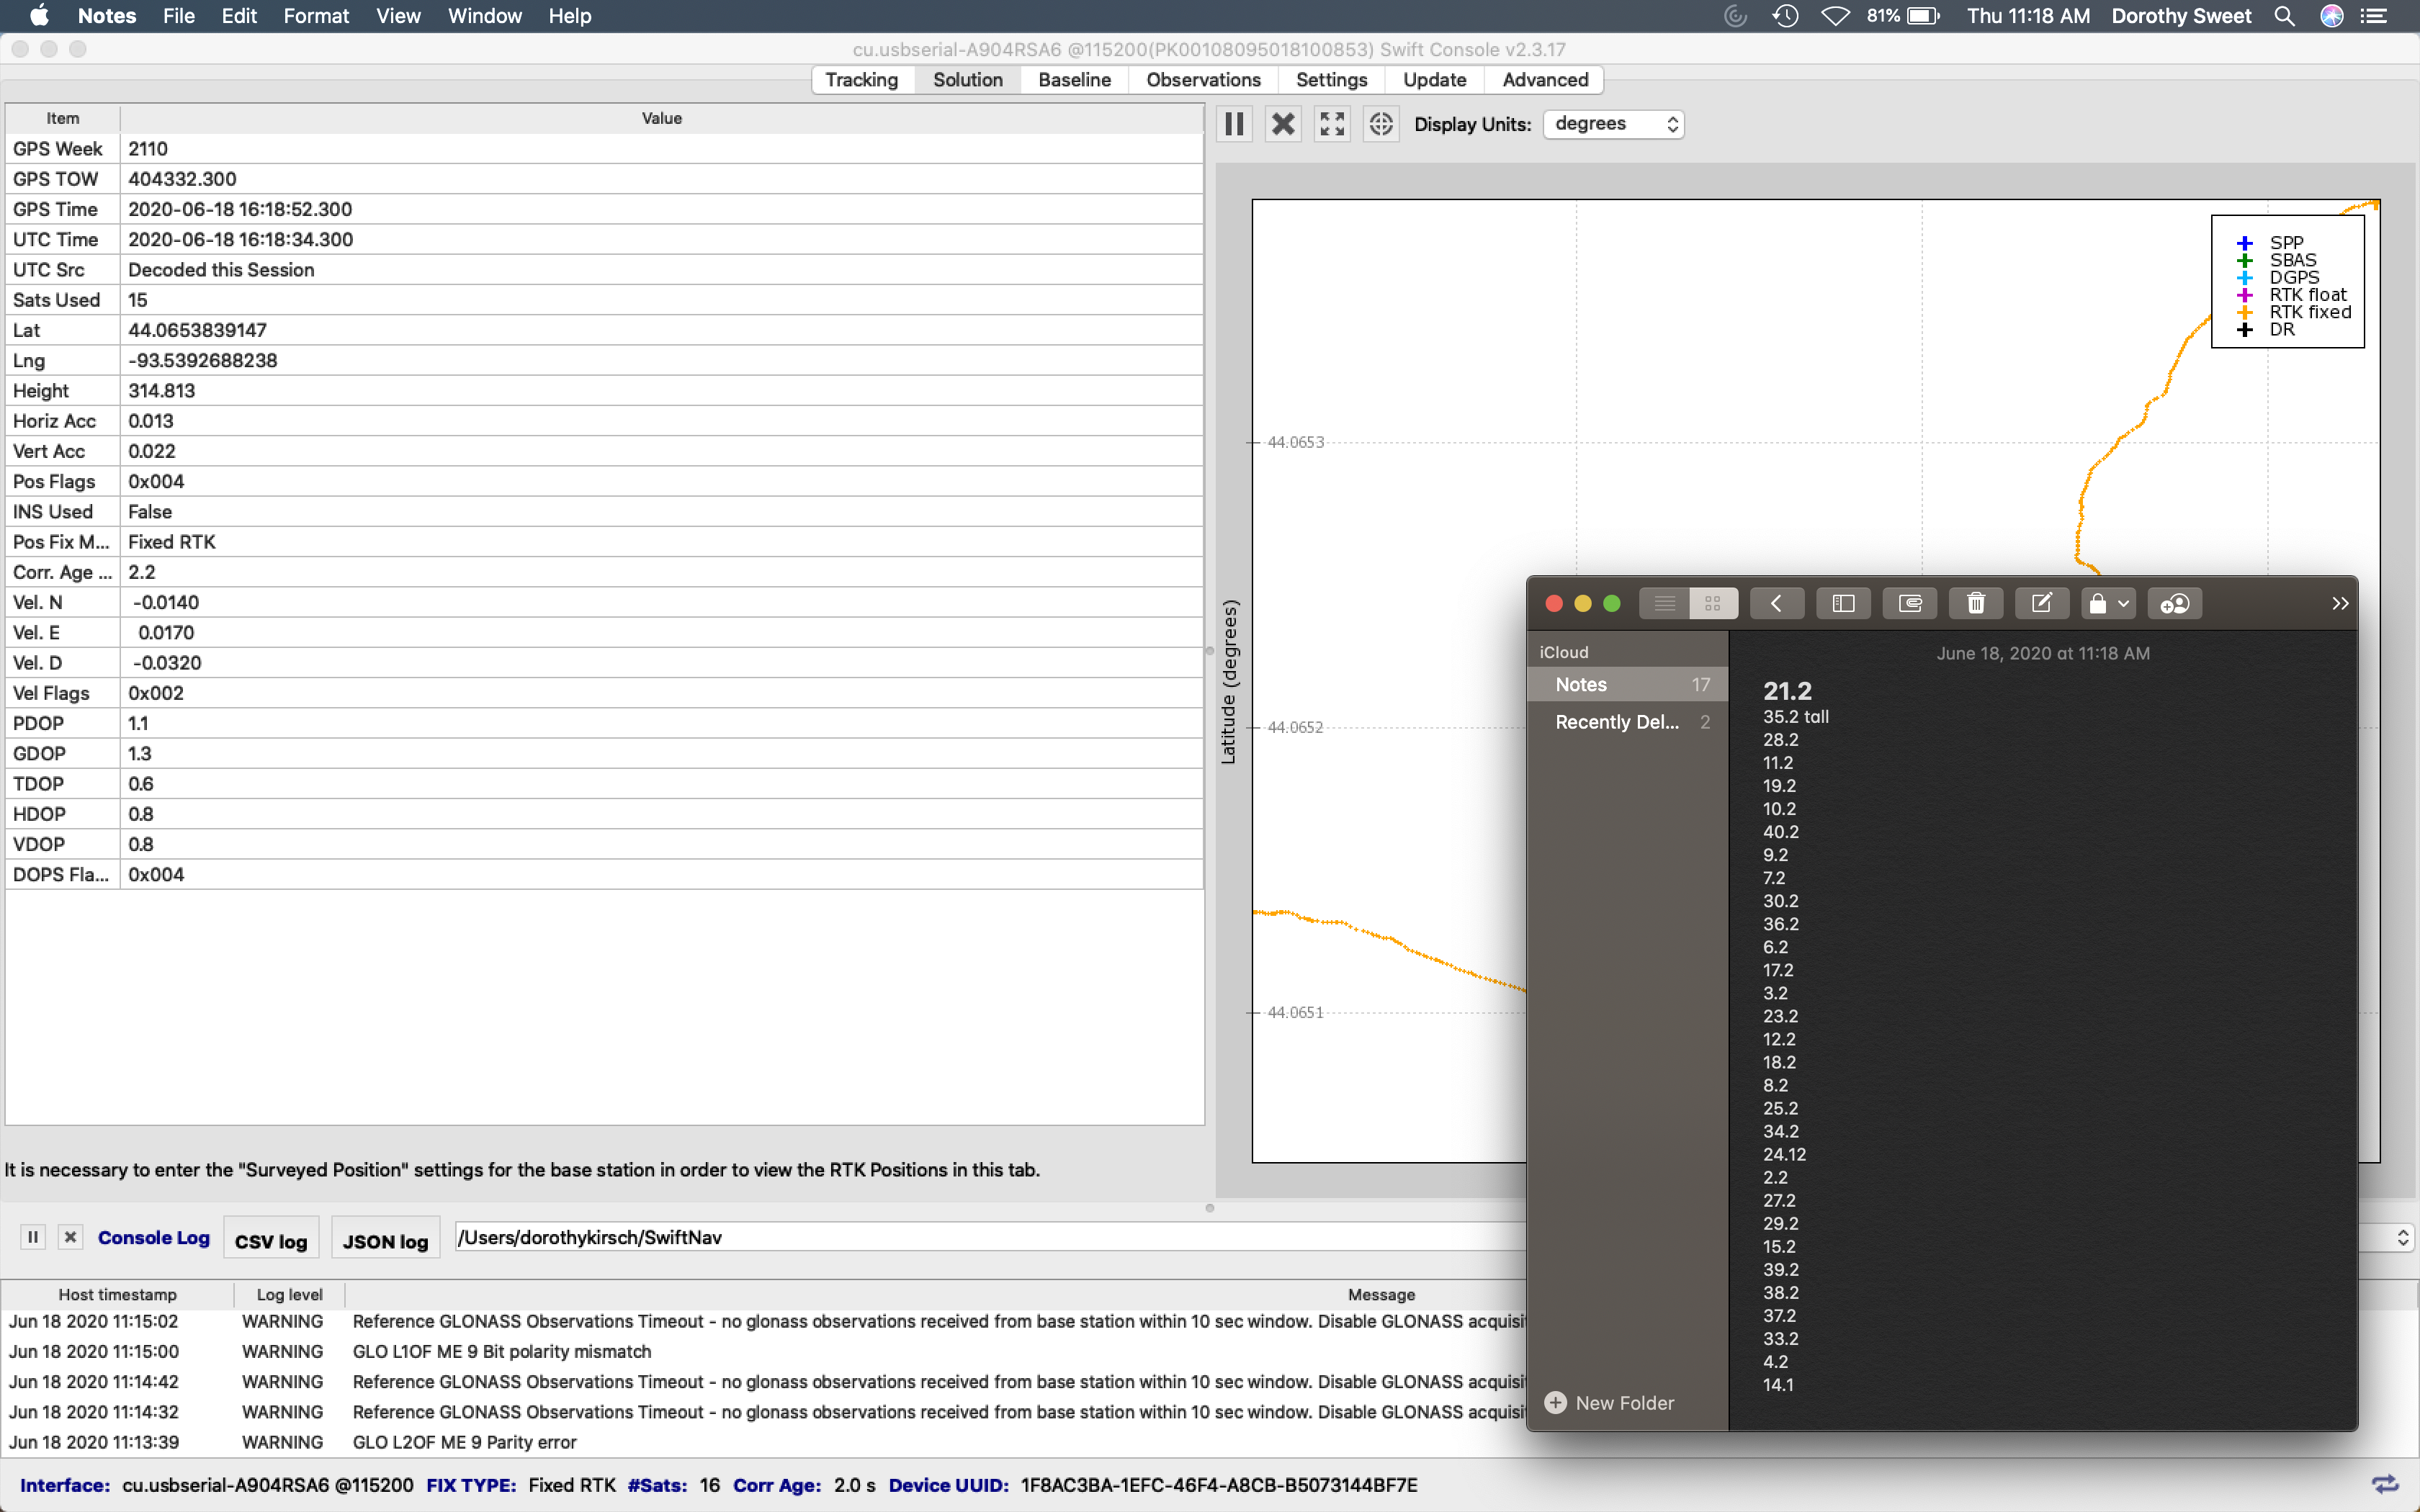 Notes File Edit Format View Window Help 81% Thu 11:18 AM Dorothy Sweet
cu.usbserial-A904RSA6 @115200(PK00108095018100853) Swift Console v2.3.17
Tracking Solution Baseline Observations Settings Update Advanced
Item Value
GPS Week 2110
GPS TOW 404332.300
GPS Time 2020-06-18 16:18:52.300
UTC Time 2020-06-18 16:18:34.300
UTC Src Decoded this Session
Sats Used 15
Lat 44.0653839147
Lng -93.5392688238
Height 314.813
Horiz Acc 0.013
Vert Acc 0.022
Pos Flags 0x004
INS Used False
Pos Fix M... Fixed RTK
Corr. Age ... 2.2
Vel. N -0.0140
Vel. E 0.0170
Vel. D -0.0320
Vel Flags 0x002
PDOP 1.1
GDOP 1.3
TDOP 0.6
HDOP 0.8
VDOP 0.8
DOPS Fla... 0x004
It is necessary to enter the "Surveyed Position" settings for the base station in order to view the RTK Positions in this tab.
Display Units: degrees
SPP
SBAS
DGPS
RTK float
RTK fixed
DR
Latitude (degrees)
44.0653
44.0652
44.0651
iCloud
Notes 17
Recently Del... 2
New Folder
June 18, 2020 at 11:18 AM
21.2
35.2 tall
28.2
11.2
19.2
10.2
40.2
9.2
7.2
30.2
36.2
6.2
17.2
3.2
23.2
12.2
18.2
8.2
25.2
34.2
24.12
2.2
27.2
29.2
15.2
39.2
38.2
37.2
33.2
4.2
14.1
Console Log CSV log JSON log /Users/dorothykirsch/SwiftNav
Host timestamp Log level Message
Jun 18 2020 11:15:02 WARNING Reference GLONASS Observations Timeout - no glonass observations received from base station within 10 sec window. Disable GLONASS acquisi
Jun 18 2020 11:15:00 WARNING GLO L1OF ME 9 Bit polarity mismatch
Jun 18 2020 11:14:42 WARNING Reference GLONASS Observations Timeout - no glonass observations received from base station within 10 sec window. Disable GLONASS acquisi
Jun 18 2020 11:14:32 WARNING Reference GLONASS Observations Timeout - no glonass observations received from base station within 10 sec window. Disable GLONASS acquisi
Jun 18 2020 11:13:39 WARNING GLO L2OF ME 9 Parity error
Interface: cu.usbserial-A904RSA6 @115200 FIX TYPE: Fixed RTK #Sats: 16 Corr Age: 2.0 s Device UUID: 1F8AC3BA-1EFC-46F4-A8CB-B5073144BF7E